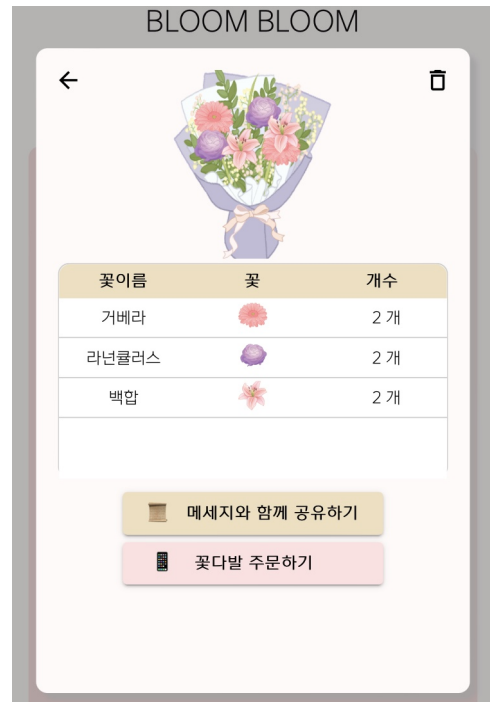 BLOOM BLOOM
꽃이름 꽃 개수
거베라 2 개
라넌큘러스 2 개
백합 2 개
메세지와 함께 공유하기
꽃다발 주문하기